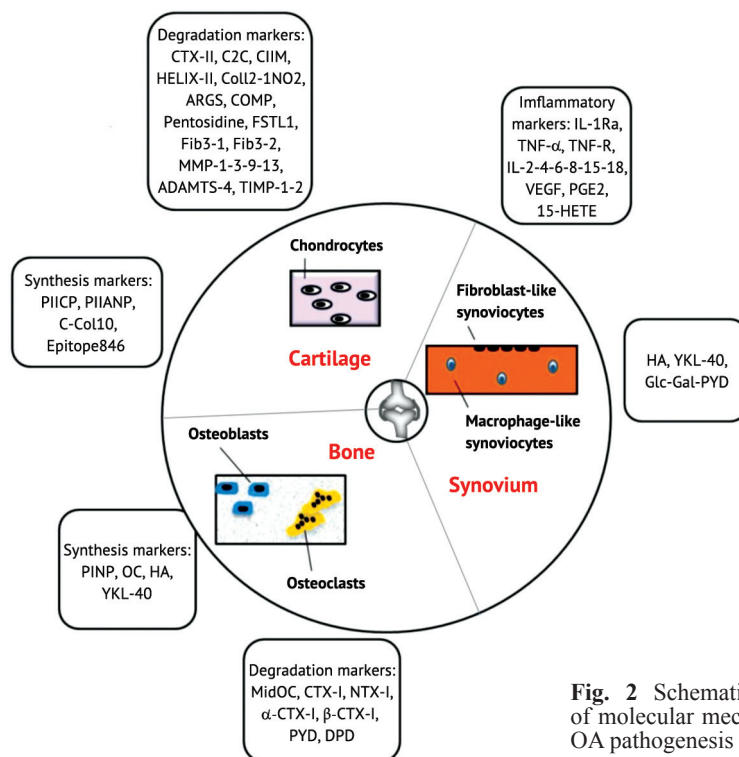 Degradation markers:
CTX-II, C2C, CIIM,
HELIX-II, Coll2-1NO2,
ARGS, COMP,
Pentosidine, FSTL1,
Fib3-1, Fib3-2,
MMP-1-3-9-13,
ADAMTS-4, TIMP-1-2
Imflammatory
markers: IL-1Ra,
TNF-α, TNF-R,
IL-2-4-6-8-15-18,
VEGF, PGE2,
15-HETE
Synthesis markers:
PIICP, PIIANP,
C-Col10,
Epitope846
Chondrocytes
Cartilage
Fibroblast-like
synoviocytes
Macrophage-like
synoviocytes
Synovium
HA, YKL-40,
Glc-Gal-PYD
Osteoblasts
Bone
Osteoclasts
Synthesis markers:
PINP, OC, HA,
YKL-40
Degradation markers:
MidOC, CTX-I, NTX-I,
α-CTX-I, β-CTX-I,
PYD, DPD
Fig. 2 Schemati
of molecular mec
OA pathogenesis